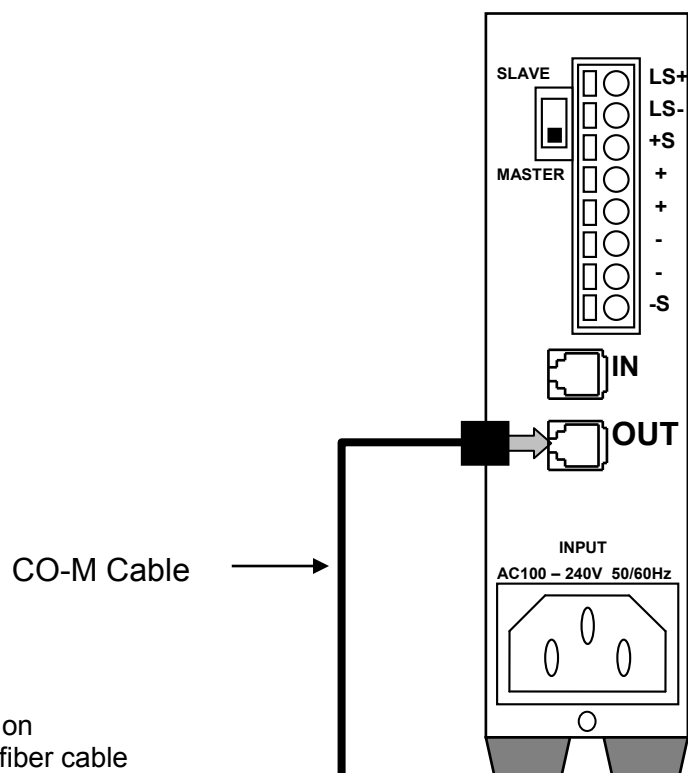 SLAVE
MASTER
LS+
LS-
+S
+
+
-
-
-S
IN
OUT
CO-M Cable
INPUT
AC100 – 240V 50/60Hz
on
fiber cable